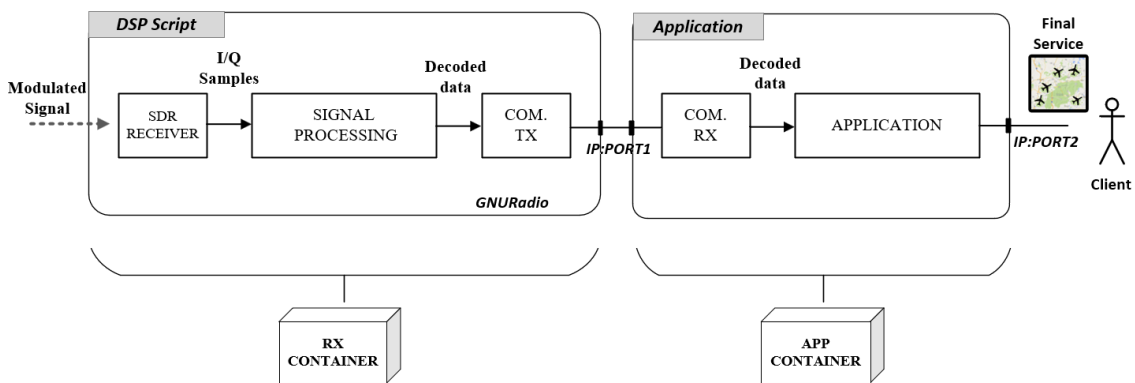 DSP Script
Application
Final
Service
Modulated
Signal
I/Q
Samples
Decoded
data
Decoded
data
SDR
RECEIVER
SIGNAL
PROCESSING
COM.
TX
IP:PORT1
COM.
RX
APPLICATION
IP:PORT2
Client
GNURadio
RX
CONTAINER
APP
CONTAINER